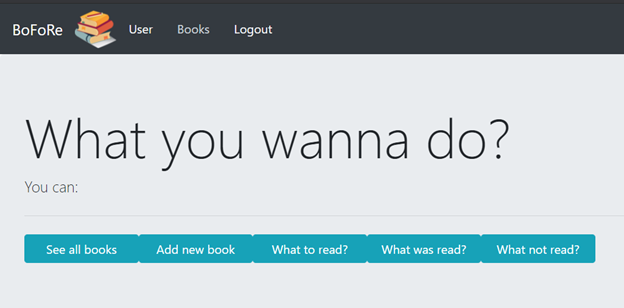 BoFoRe User Books Logout
What you wanna do?
You can:
See all books Add new book What to read? What was read? What not read?